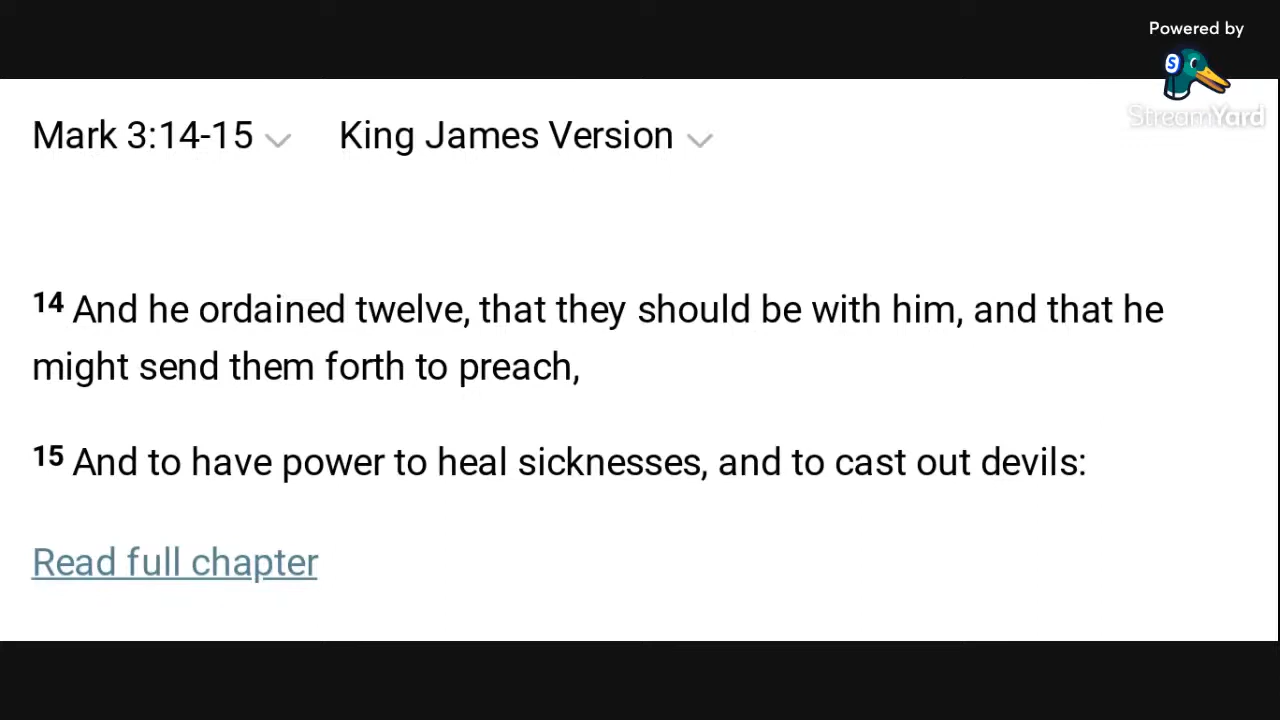 Powered by
S
StreamYard
Mark 3:14-15 King James Version
14 And he ordained twelve, that they should be with him, and that he
might send them forth to preach,
15 And to have power to heal sicknesses, and to cast out devils:
Read full chapter